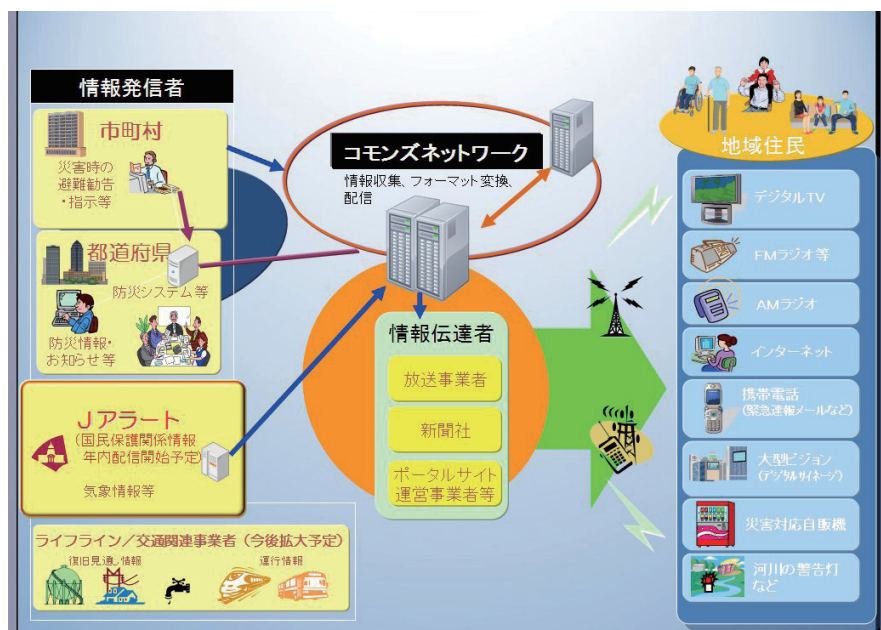 情報発信者
市町村
災害時の
避難勧告
・指示等
都道府県
防災システム等
防災情報・
お知らせ等
Jアラート
(国民保護関係情報
年内配信開始予定)
気象情報等
ライフライン／交通関連事業者（今後拡大予定）
復旧見通し情報
運行情報
コモンズネットワーク
情報収集、フォーマット変換、
配信
情報伝達者
放送事業者
新聞社
ポータルサイト
運営事業者等
地域住民
デジタルTV
FMラジオ等
AMラジオ
インターネット
携帯電話
(緊急速報メールなど)
大型ビジョン
(デジタルサイネージ)
災害対応自販機
河川の警告灯
など